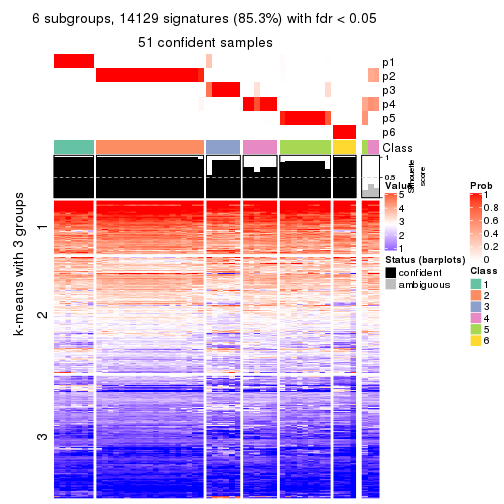 6 subgroups, 14129 signatures (85.3%) with fdr < 0.05
51 confident samples
p1
p2
p3
p4
p5
p6
Class
1
0.5
0
Silhouette
score
k-means with 3 groups
1
2
3
Value
5
4
3
2
1
Status (barplots)
confident
ambiguous
Prob
1
0.8
0.6
0.4
0.2
0
Class
1
2
3
4
5
6